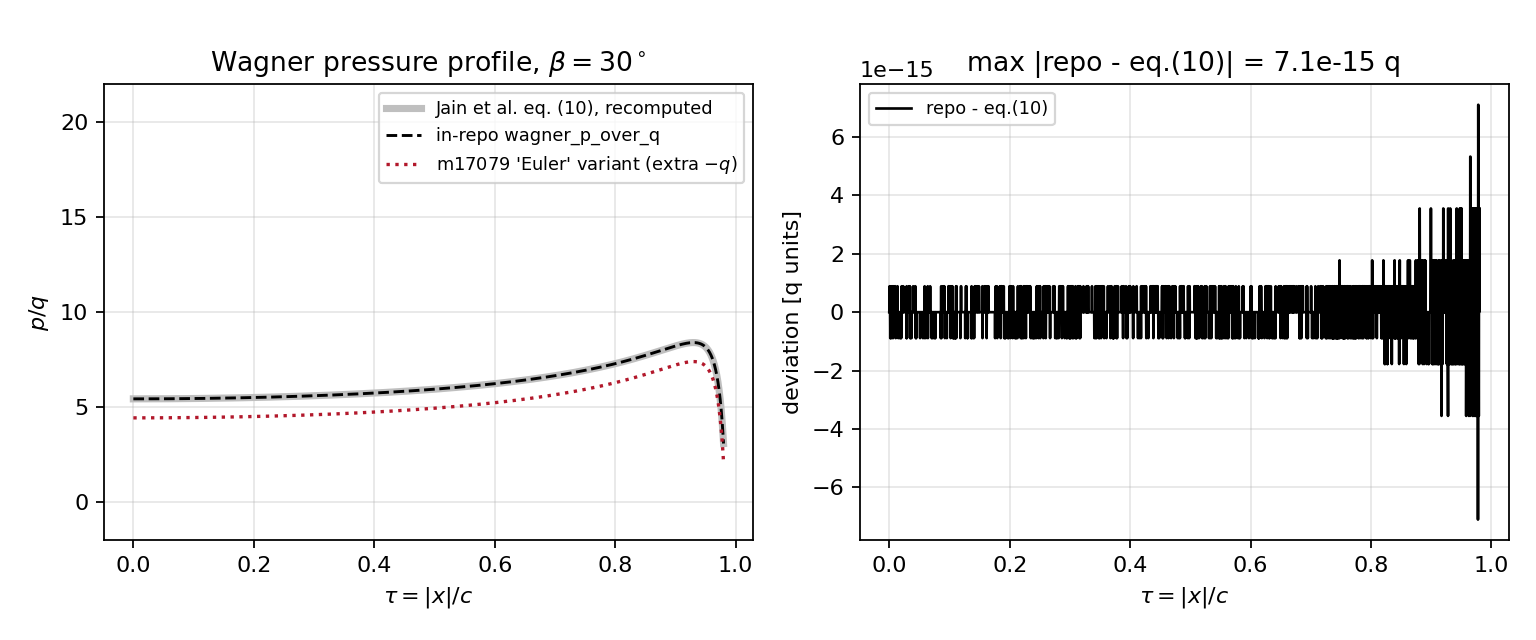 Wagner pressure profile, β = 30°
Jain et al. eq. (10), recomputed
in-repo wagner_p_over_q
m17079 'Euler' variant (extra −q)
p/q
20
15
10
5
0
0.0 0.2 0.4 0.6 0.8 1.0
τ = |x|/c
max |repo - eq.(10)| = 7.1e-15 q
1e−15
repo - eq.(10)
deviation [q units]
6
4
2
0
−2
−4
−6
0.0 0.2 0.4 0.6 0.8 1.0
τ = |x|/c